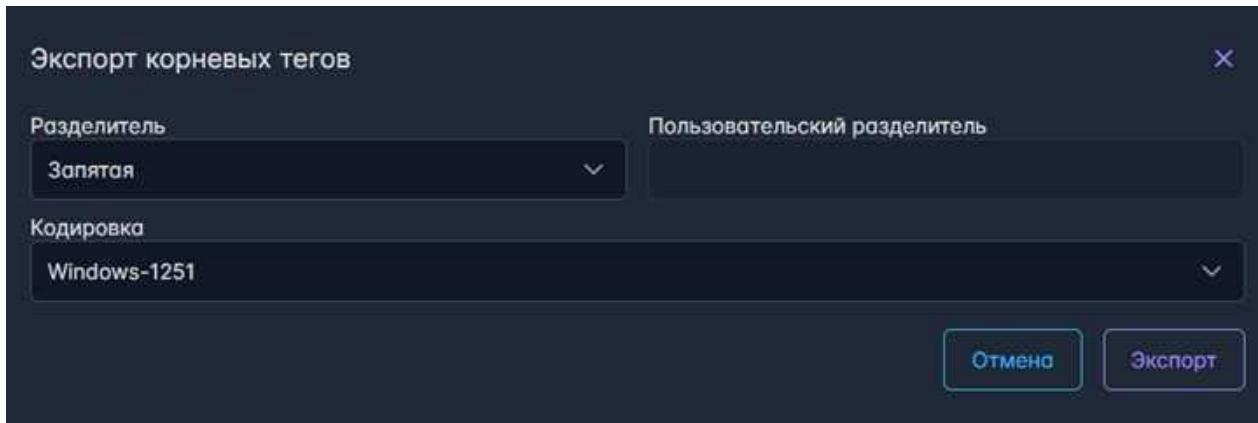 Экспорт корневых тегов
Разделитель
Пользовательский разделитель
Запятая
Кодировка
Windows-1251
Отмена
Экспорт